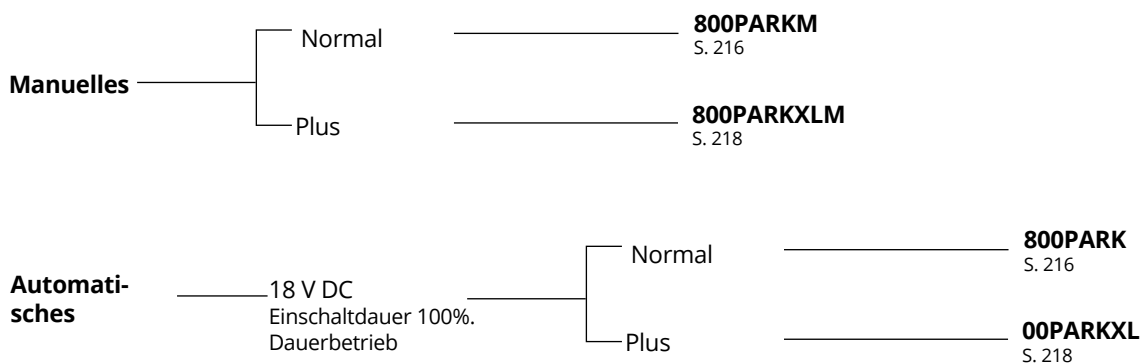 Manuelles
Normal
800PARKM
S. 216
Plus
800PARKXLM
S. 218
Automati-
sches
18 V DC
Einschaltdauer 100%.
Dauerbetrieb
Normal
800PARK
S. 216
Plus
00PARKXL
S. 218